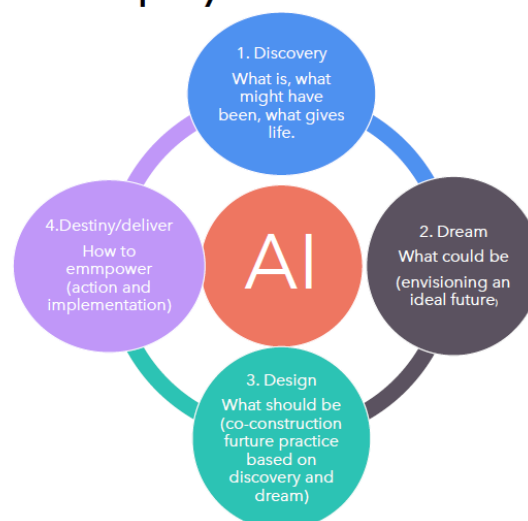 1. Discovery
What is, what
might have
been, what gives
life.
2. Dream
What could be
(envisioning an
ideal future)
3. Design
What should be
(co-construction
furture practice
based on
discovery and
dream)
4.Destiny/deliver
How to
emmpower
(action and
implementation)
AI